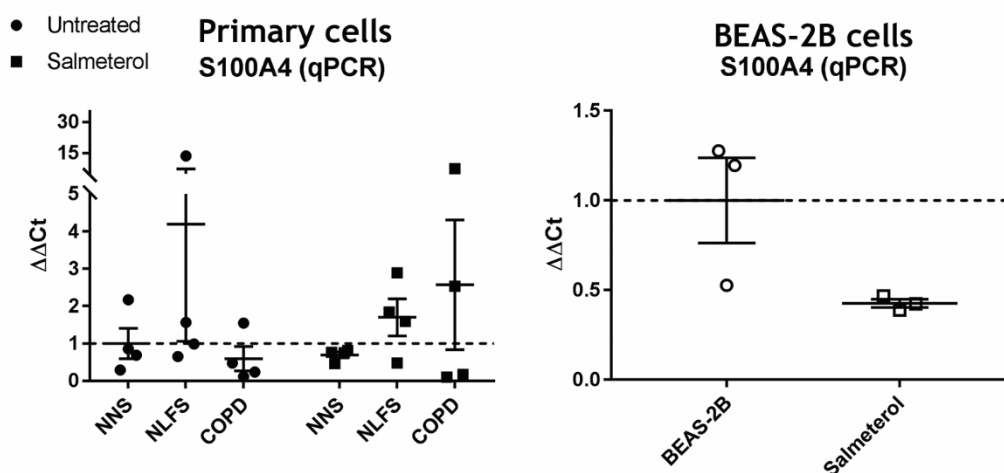 Untreated
Salmeterol
Primary cells
S100A4 (qPCR)
ΔΔCt
30
15
5
4
3
2
1
0
NNS
NLFS
COPD
NNS
NLFS
COPD
BEAS-2B cells
S100A4 (qPCR)
ΔΔCt
1.5
1.0
0.5
0.0
BEAS-2B
Salmeterol